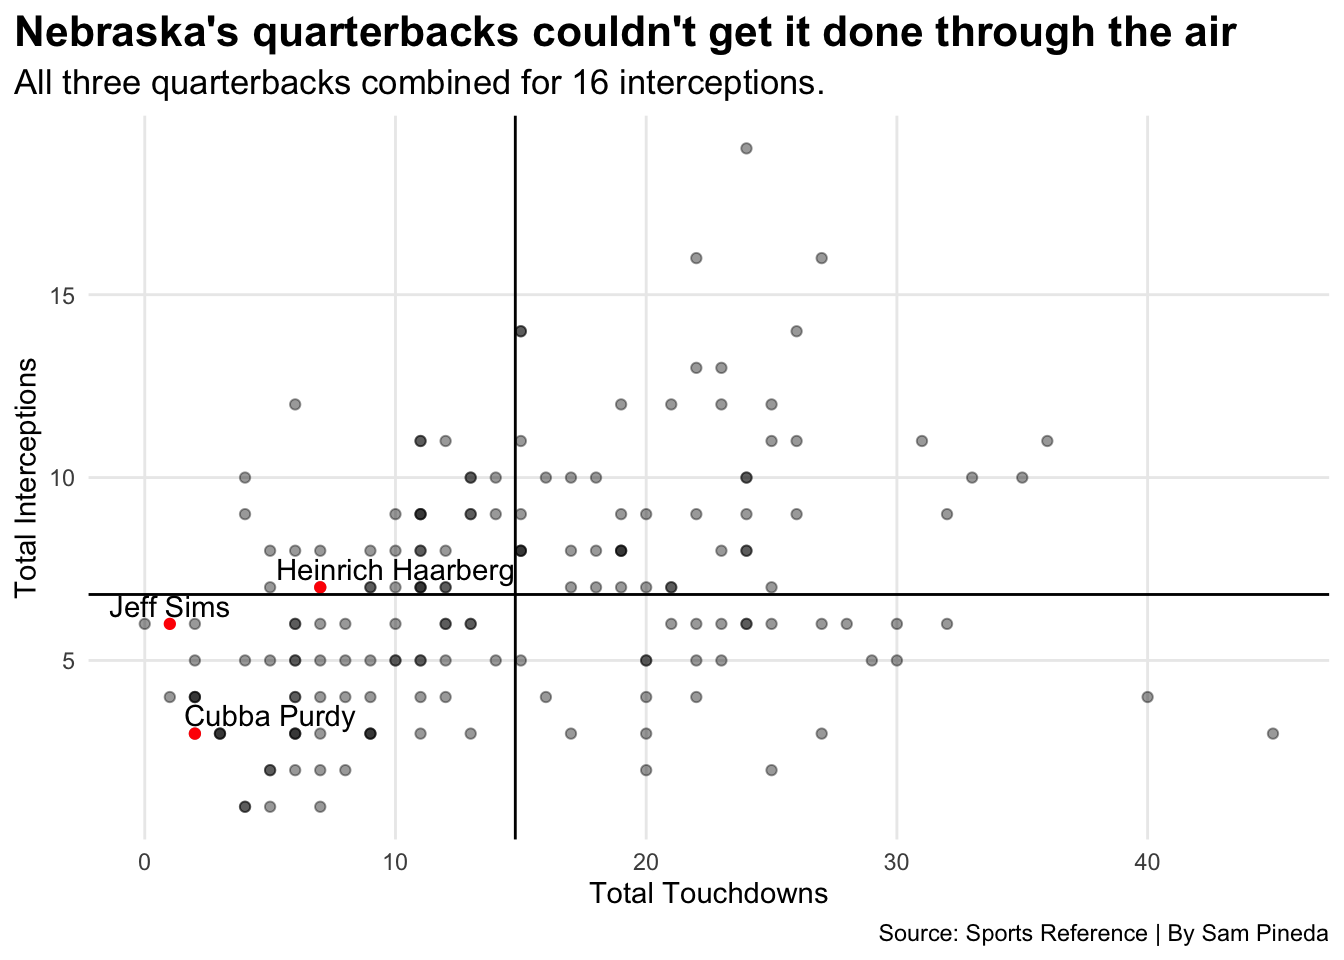 Nebraska's quarterbacks couldn't get it done through the air
All three quarterbacks combined for 16 interceptions.
Total Interceptions
15
10
5
Heinrich Haarberg
Jeff Sims
Cubba Purdy
0 10 20 30 40
Total Touchdowns
Source: Sports Reference | By Sam Pineda